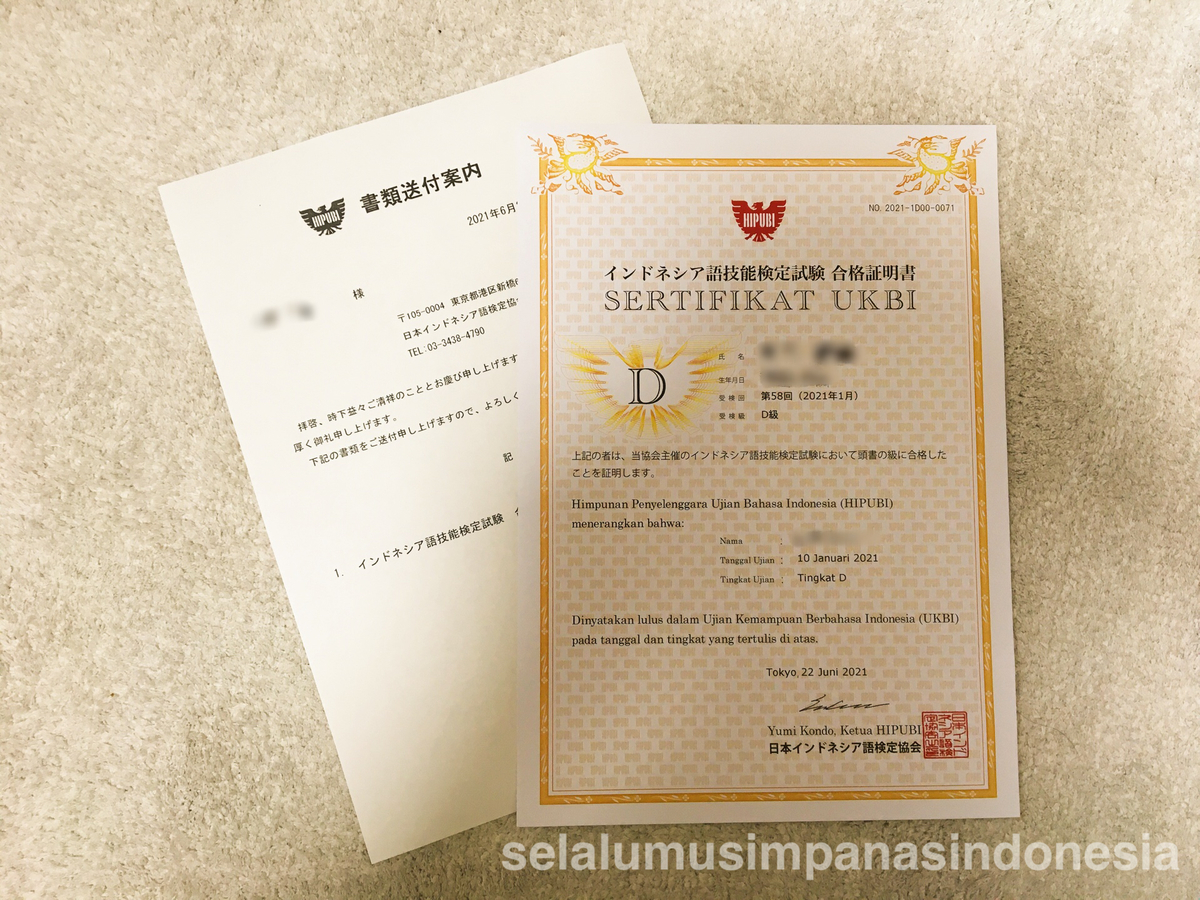 HIPUBI
書類送付案内
2021年6月
様
〒105-0004 東京都港区新橋
日本インドネシア語検定協
TEL:03-3438-4790
拝啓、時下益々ご清祥のこととお慶び申し上げます
厚く御礼申し上げます。
下記の書類をご送付申し上げますので、よろしく
記
1. インドネシア語技能検定試験
NO. 2021-1D00-0071
HIPUBI
インドネシア語技能検定試験 合格証明書
SERTIFIKAT UKBI
D
氏 名
生年月日
受検回 第58回（2021年1月）
受検級 D級
上記の者は、当協会主催のインドネシア語技能検定試験において頭書の級に合格した
ことを証明します。
Himpunan Penyelenggara Ujian Bahasa Indonesia (HIPUBI)
menerangkan bahwa:
Nama :
Tanggal Ujian : 10 Januari 2021
Tingkat Ujian : Tingkat D
Dinyatakan lulus dalam Ujian Kemampuan Berbahasa Indonesia (UKBI)
pada tanggal dan tingkat yang tertulis di atas.
Tokyo, 22 Juni 2021
Yumi Kondo, Ketua HIPUBI
日本インドネシア語検定協会
selalumusimpanasindonesia